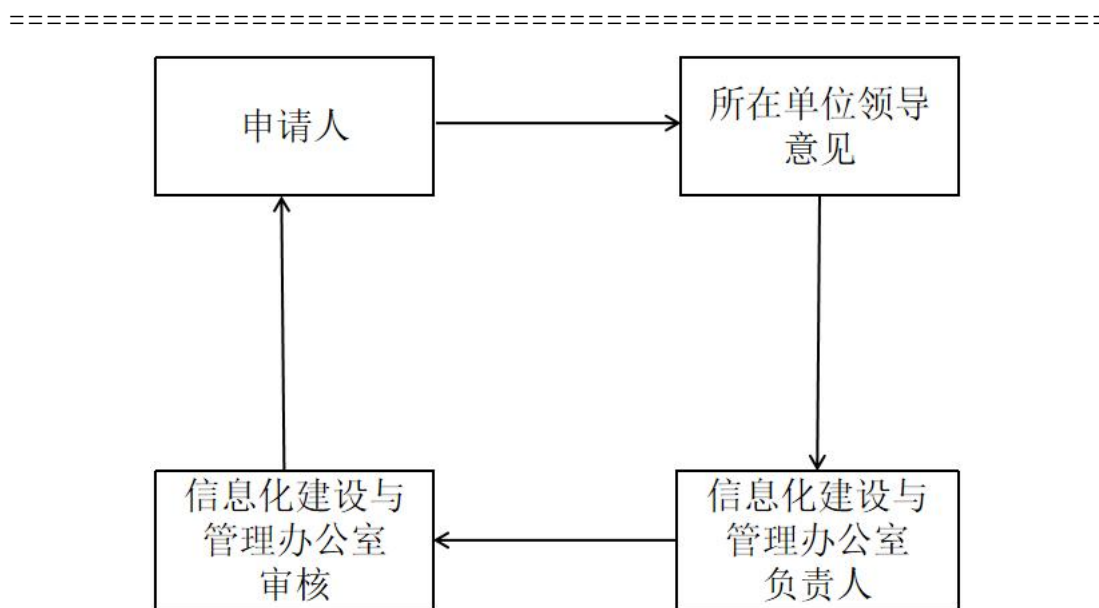 申请人
所在单位领导
意见
信息化建设与
管理办公室
审核
信息化建设与
管理办公室
负责人